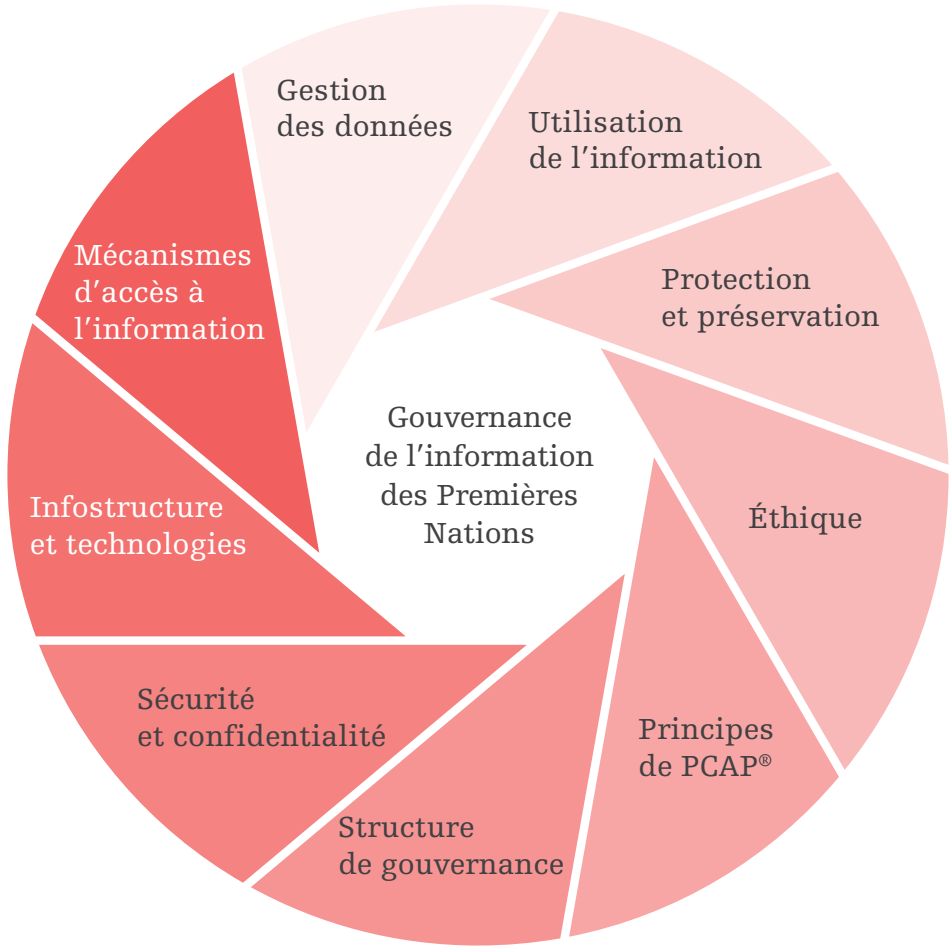 Gestion
des données
Utilisation
de l’information
Protection
et préservation
Éthique
Principes
de PCAP®
Structure
de gouvernance
Sécurité
et confidentialité
Infostructure
et technologies
Mécanismes
d’accès à
l’information
Gouvernance
de l’information
des Premières
Nations